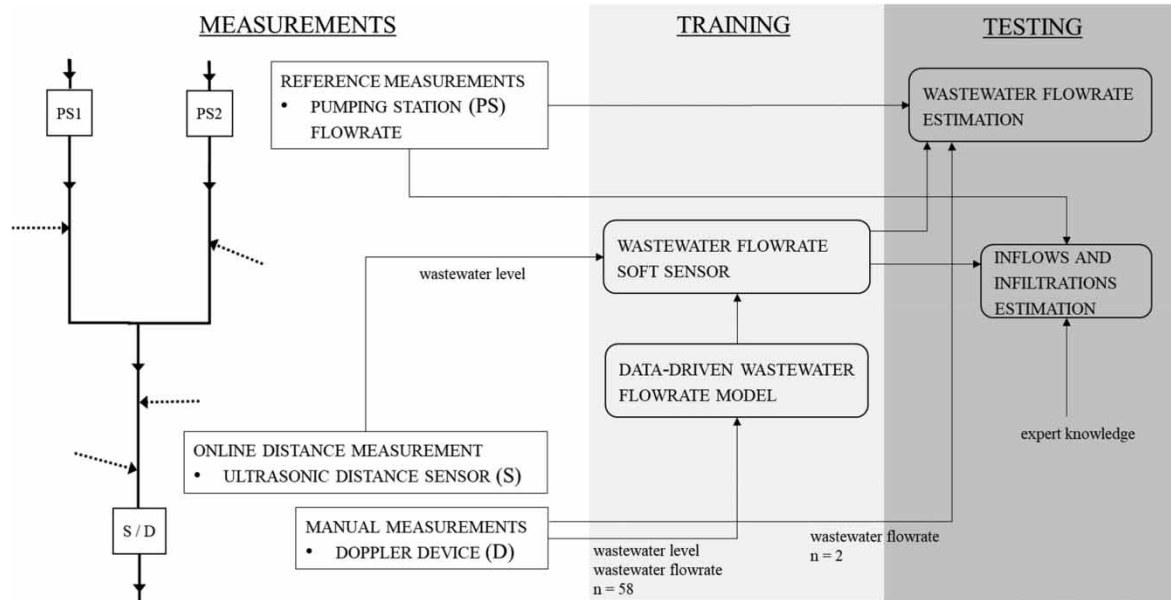 MEASUREMENTS
TRAINING
TESTING
PS1
PS2
REFERENCE MEASUREMENTS
• PUMPING STATION (PS)
FLOWRATE
WASTEWATER FLOWRATE
ESTIMATION
WASTEWATER FLOWRATE
SOFT SENSOR
wastewater level
INFLOWS AND
INFILTRATIONS
ESTIMATION
DATA-DRIVEN WASTEWATER
FLOWRATE MODEL
expert knowledge
ONLINE DISTANCE MEASUREMENT
• ULTRASONIC DISTANCE SENSOR (S)
S / D
MANUAL MEASUREMENTS
• DOPPLER DEVICE (D)
wastewater level
wastewater flowrate
n = 58
wastewater flowrate
n = 2